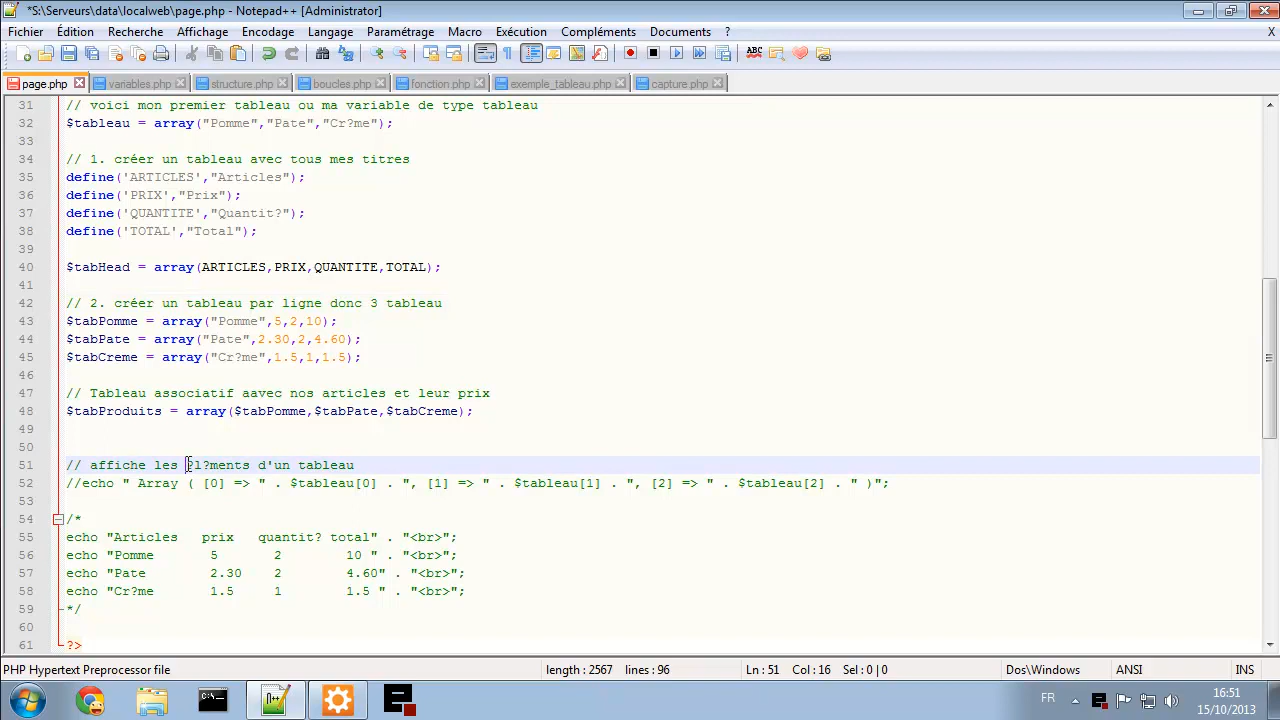 *S:\Serveurs\data\localweb\page.php - Notepad++ [Administrator]
Fichier Édition Recherche Affichage Encodage Langage Paramétrage Macro Exécution Compléments Documents ? X
page.php variables.php structure.php boucles.php fonction.php exemple_tableau.php capture.php
31 // voici mon premier tableau ou ma variable de type tableau
32 $tableau = array("Pomme","Pate","Cr?me");
33
34 // 1. créer un tableau avec tous mes titres
35 define('ARTICLES',"Articles");
36 define('PRIX',"Prix");
37 define('QUANTITE',"Quantit?");
38 define('TOTAL',"Total");
39
40 $tabHead = array(ARTICLES,PRIX,QUANTITE,TOTAL);
41
42 // 2. créer un tableau par ligne donc 3 tableau
43 $tabPomme = array("Pomme",5,2,10);
44 $tabPate = array("Pate",2.30,2,4.60);
45 $tabCreme = array("Cr?me",1.5,1,1.5);
46
47 // Tableau associatif aavec nos articles et leur prix
48 $tabProduits = array($tabPomme,$tabPate,$tabCreme);
49
50
51 // affiche les ?l?ments d'un tableau
52 //echo " Array ( [0] => " . $tableau[0] . ", [1] => " . $tableau[1] . ", [2] => " . $tableau[2] . " )";
53
54 /*
55 echo "Articles prix quantit? total" . "<br>";
56 echo "Pomme 5 2 10 " . "<br>";
57 echo "Pate 2.30 2 4.60" . "<br>";
58 echo "Cr?me 1.5 1 1.5 " . "<br>";
59 */
60
61 ?>
PHP Hypertext Preprocessor file length : 2567 lines : 96 Ln : 51 Col : 16 Sel : 0 | 0 Dos\Windows ANSI INS
FR 16:51
15/10/2013